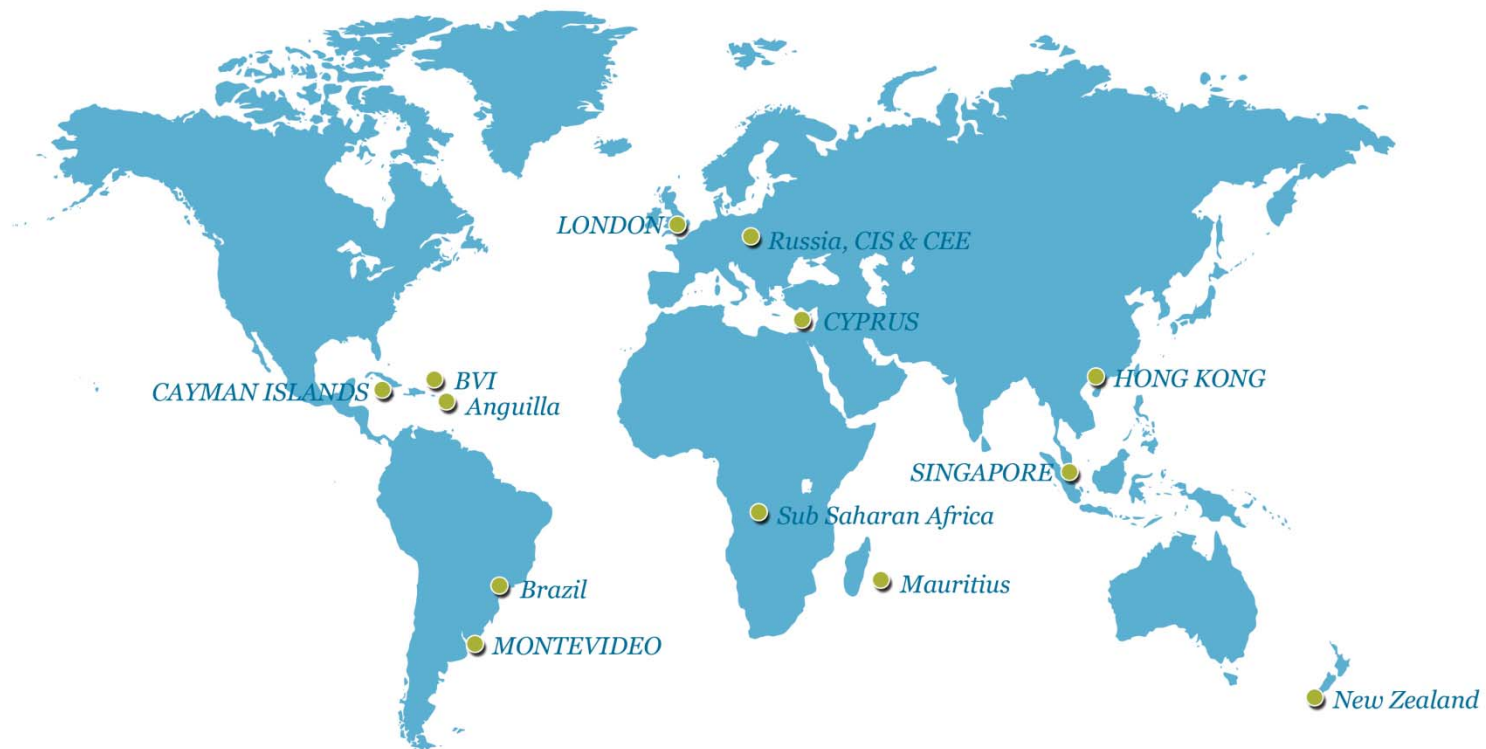 LONDON
Russia, CIS & CEE
CYPRUS
BVI
HONG KONG
CAYMAN ISLANDS
Anguilla
SINGAPORE
Sub Saharan Africa
Mauritius
Brazil
MONTEVIDEO
New Zealand